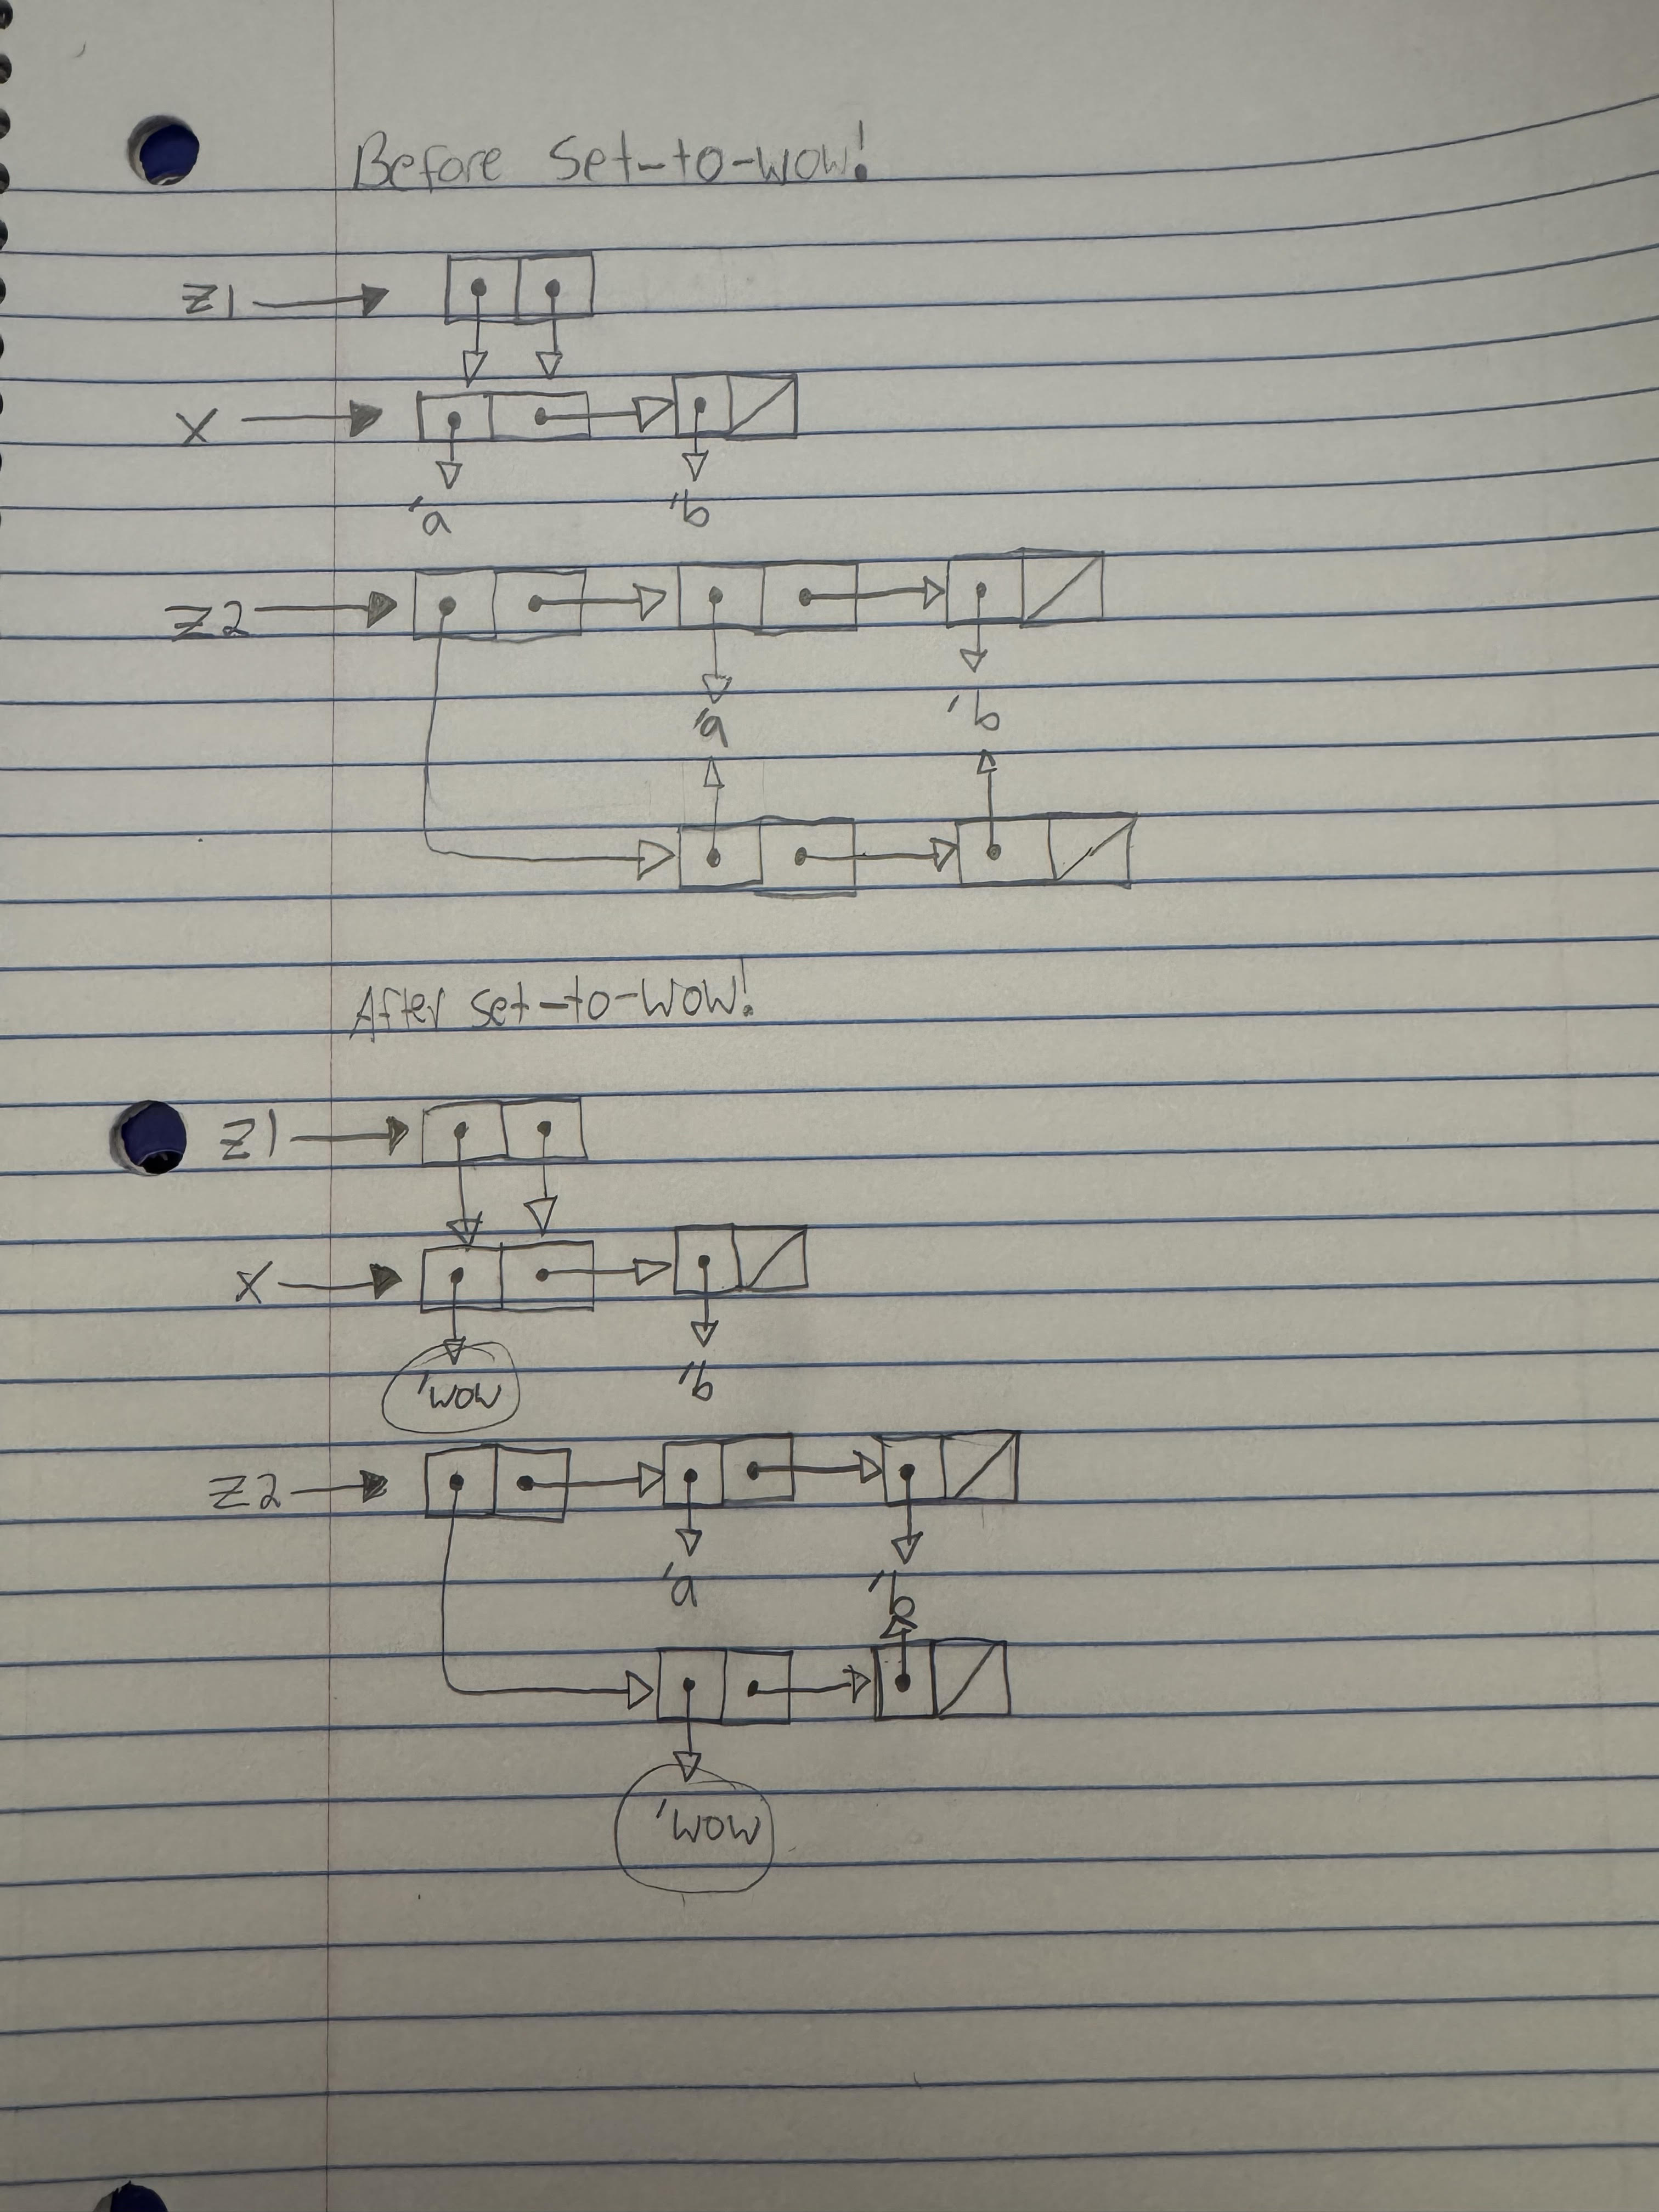 Before Set-to-wow!
z1
x
'a 'b
z2
'a 'b
After set-to-wow!
z1
x
'wow 'b
z2
'a 'b
'wow